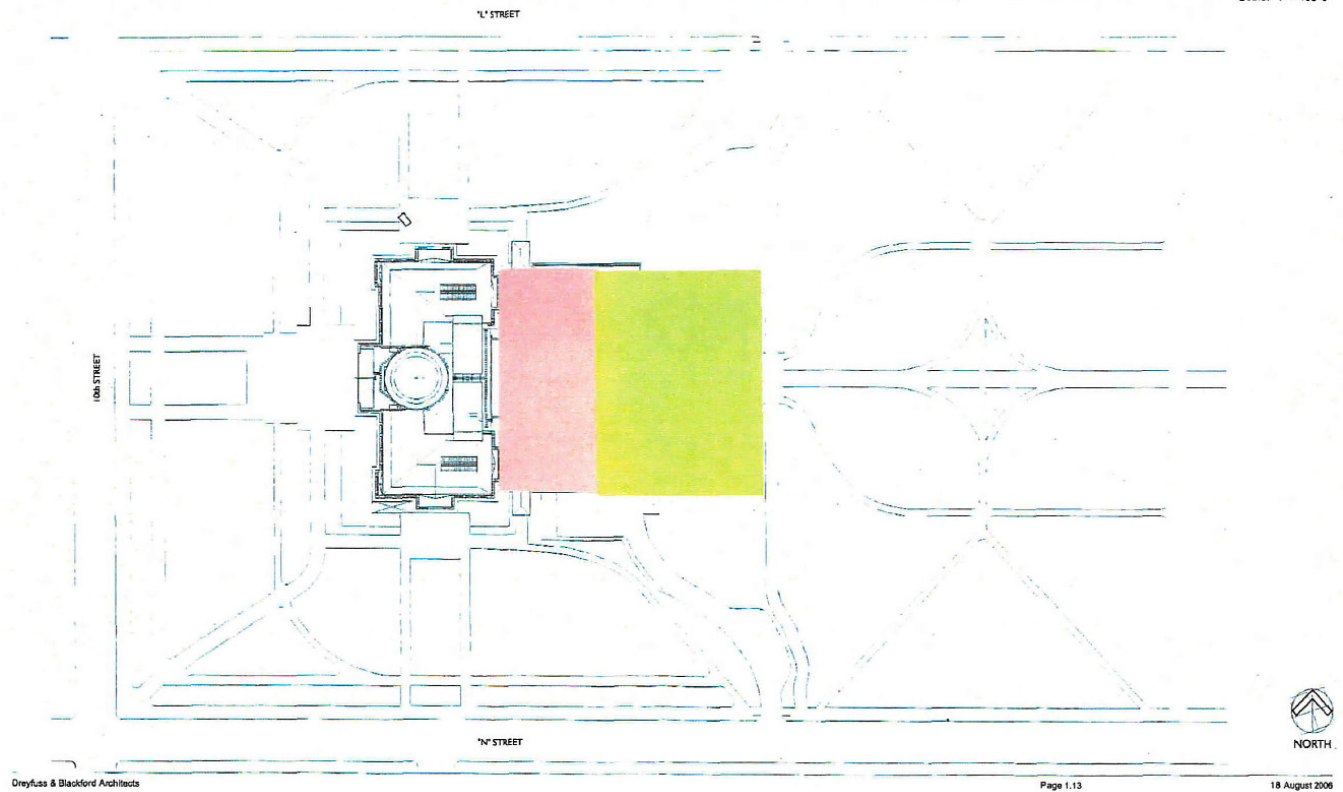 "L" STREET
10th STREET
"N" STREET
NORTH
Dreyfuss & Blackford Architects
Page 1.13
18 August 2006